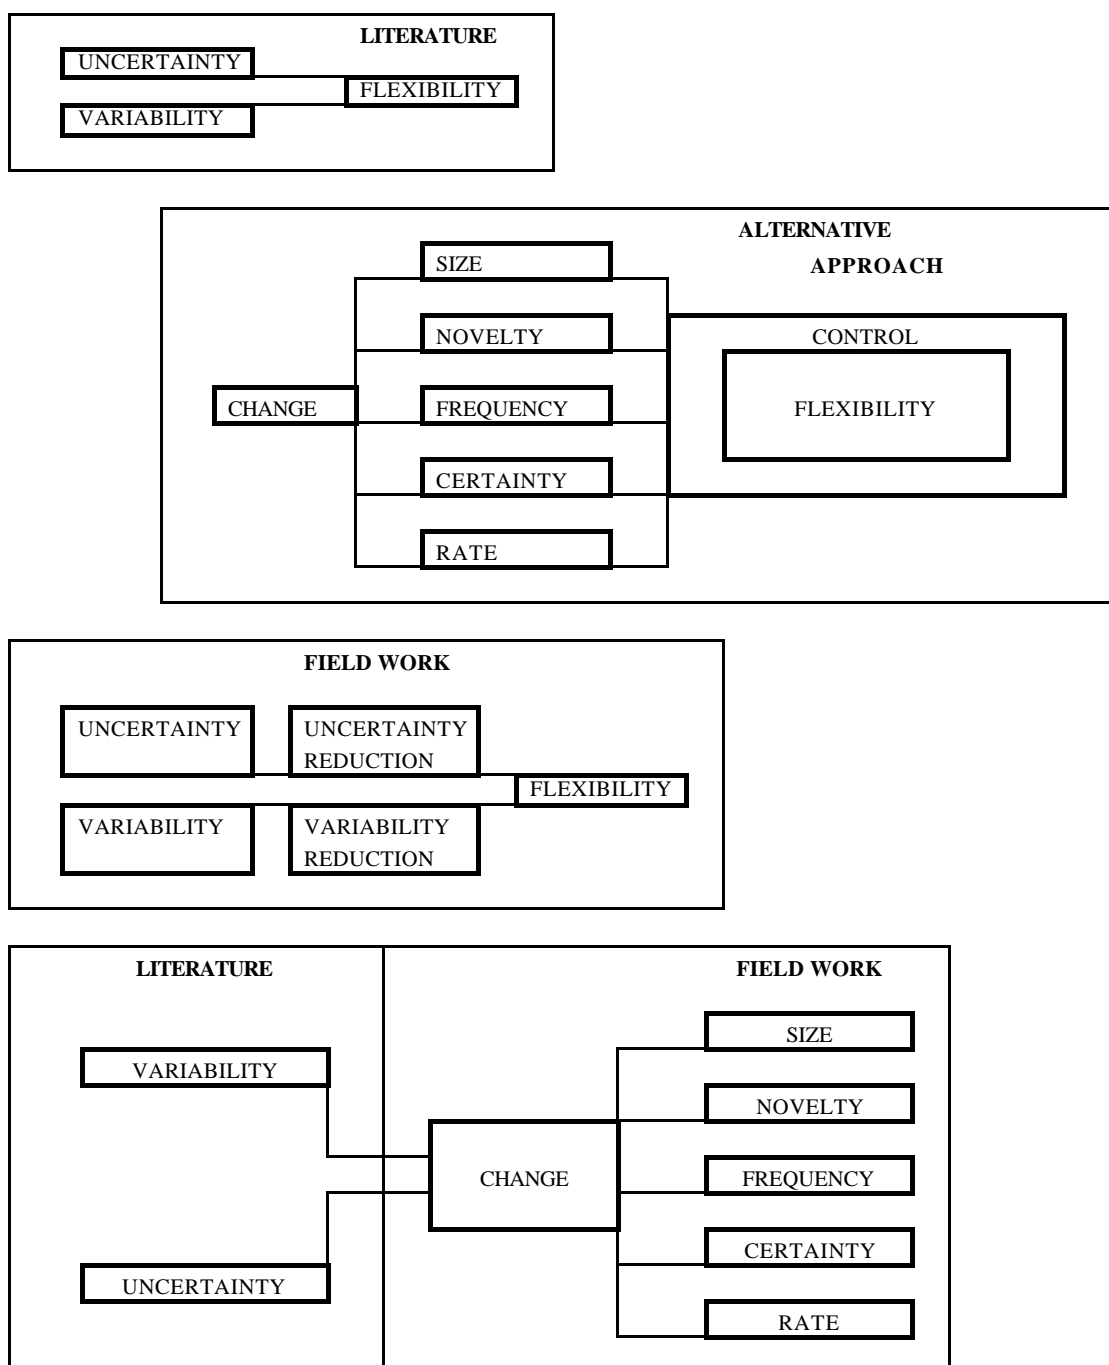 LITERATURE
UNCERTAINTY
FLEXIBILITY
VARIABILITY
ALTERNATIVE
APPROACH
SIZE
NOVELTY
CONTROL
CHANGE
FREQUENCY
FLEXIBILITY
CERTAINTY
RATE
FIELD WORK
UNCERTAINTY
UNCERTAINTY
REDUCTION
FLEXIBILITY
VARIABILITY
VARIABILITY
REDUCTION
LITERATURE
FIELD WORK
SIZE
VARIABILITY
NOVELTY
CHANGE
FREQUENCY
CERTAINTY
UNCERTAINTY
RATE